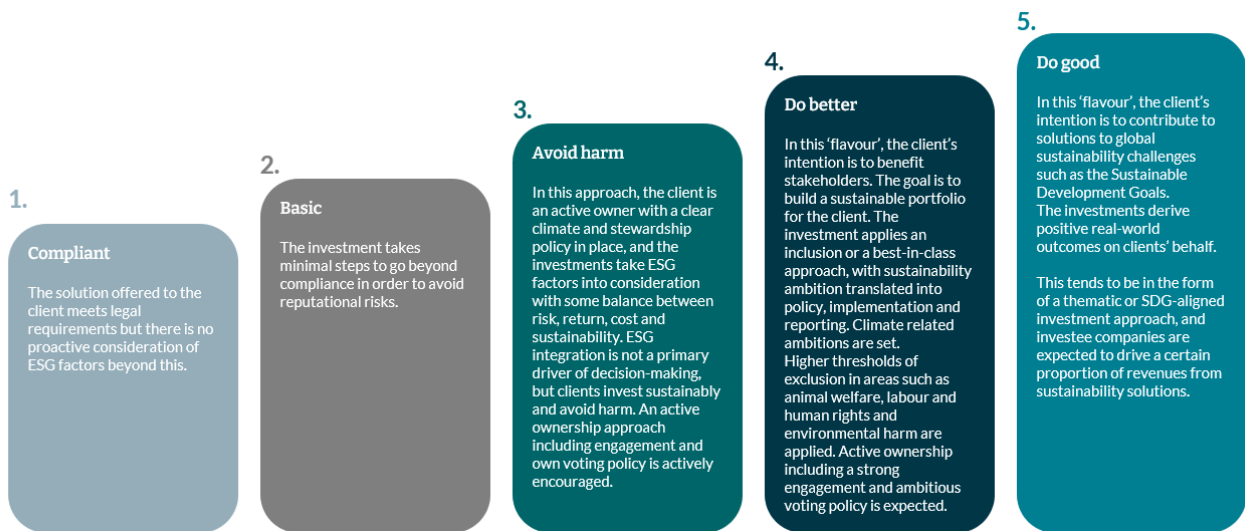 1.
Compliant
The solution offered to the
client meets legal
requirements but there is no
proactive consideration of
ESG factors beyond this.
2.
Basic
The investment takes
minimal steps to go beyond
compliance in order to avoid
reputational risks.
3.
Avoid harm
In this approach, the client is
an active owner with a clear
climate and stewardship
policy in place, and the
investments take ESG
factors into consideration
with some balance between
risk, return, cost and
sustainability. ESG
integration is not a primary
driver of decision-making,
but clients invest sustainably
and avoid harm. An active
ownership approach
including engagement and
own voting policy is actively
encouraged.
4.
Do better
In this ‘flavour’, the client’s
intention is to benefit
stakeholders. The goal is to
build a sustainable portfolio
for the client. The
investment applies an
inclusion or a best-in-class
approach, with sustainability
ambition translated into
policy, implementation and
reporting. Climate related
ambitions are set.
Higher thresholds of
exclusion in areas such as
animal welfare, labour and
human rights and
environmental harm are
applied. Active ownership
including a strong
engagement and ambitious
voting policy is expected.
5.
Do good
In this ‘flavour’, the client’s
intention is to contribute to
solutions to global
sustainability challenges
such as the Sustainable
Development Goals.
The investments derive
positive real-world
outcomes on clients’ behalf.
This tends to be in the form
of a thematic or SDG-aligned
investment approach, and
investee companies are
expected to drive a certain
proportion of revenues from
sustainability solutions.